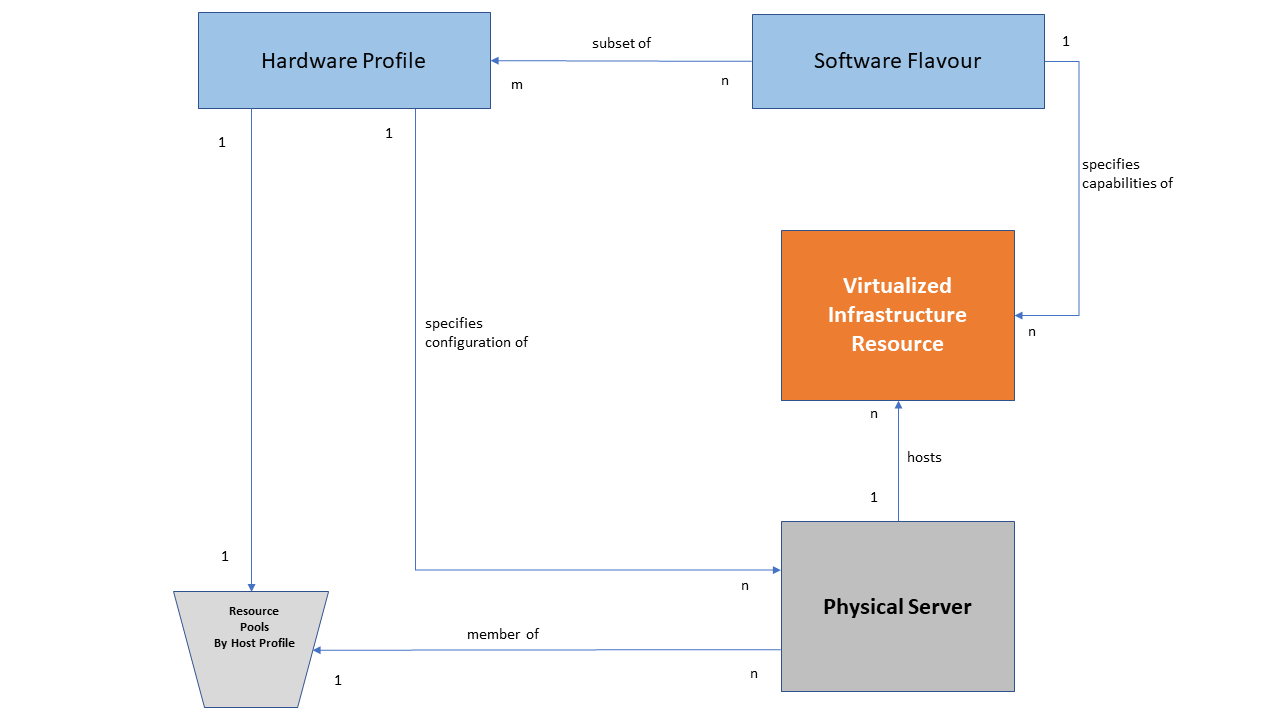 Hardware Profile
subset of
Software Flavour
1
m
n
1
1
specifies
capabilities of
Virtualized
Infrastructure
Resource
n
specifies
configuration of
n
hosts
1
1
n
Resource
Pools
By Host Profile
Physical Server
member of
1
n